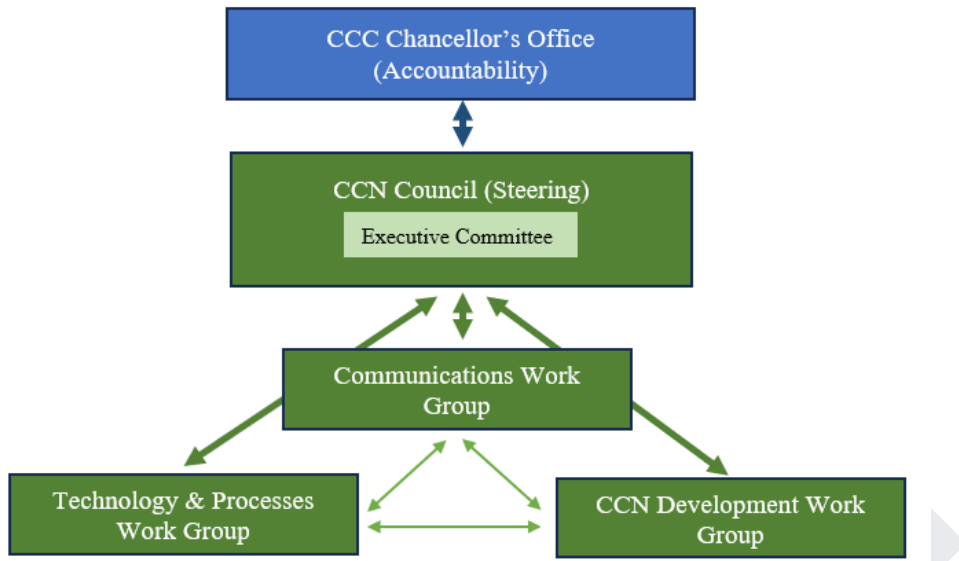 CCC Chancellor’s Office
(Accountability)
CCN Council (Steering)
Executive Committee
Communications Work
Group
Technology & Processes
Work Group
CCN Development Work
Group